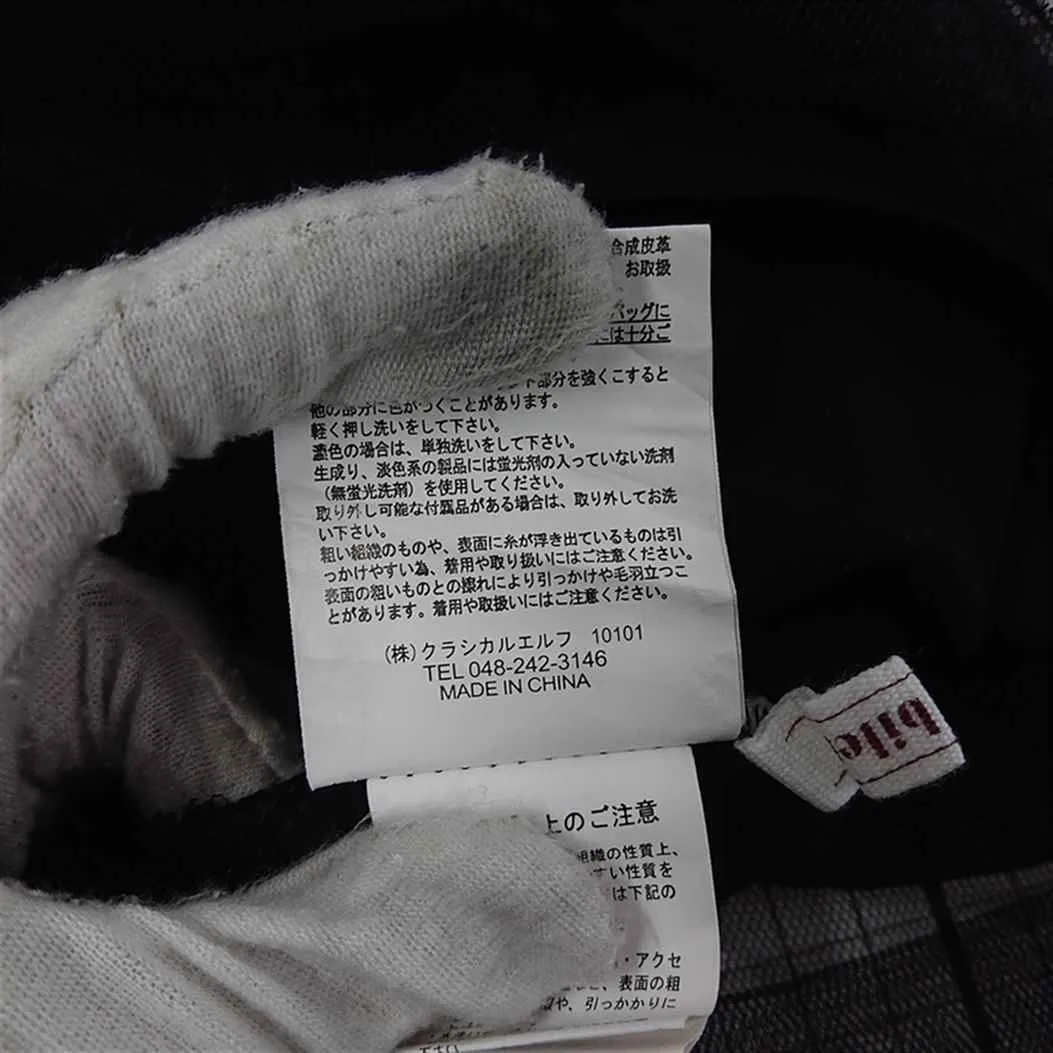 合成皮革
お取扱
バッグに
には十分ご
ト部分を強くこすると
他の部分に色がつくことがあります。
軽く押し洗いをして下さい。
濃色の場合は、単独洗いをして下さい。
生成り、淡色系の製品には蛍光剤の入っていない洗剤
(無蛍光洗剤)を使用してください。
取り外し可能な付属品がある場合は、取り外してお洗
い下さい。
粗い組織のものや、表面に糸が浮き出ているものは引
っかけやすい為、着用や取り扱いにはご注意ください。
表面の粗いものとの擦れにより引っかけや毛羽立つこ
とがあります。着用や取扱いにはご注意ください。
(株)クラシカルエルフ 10101
TEL 048-242-3146
MADE IN CHINA
bile
上のご注意
組織の性質上、
すい性質を
は下記の
・アクセ
表面の粗
や、引っかかりに
下さい